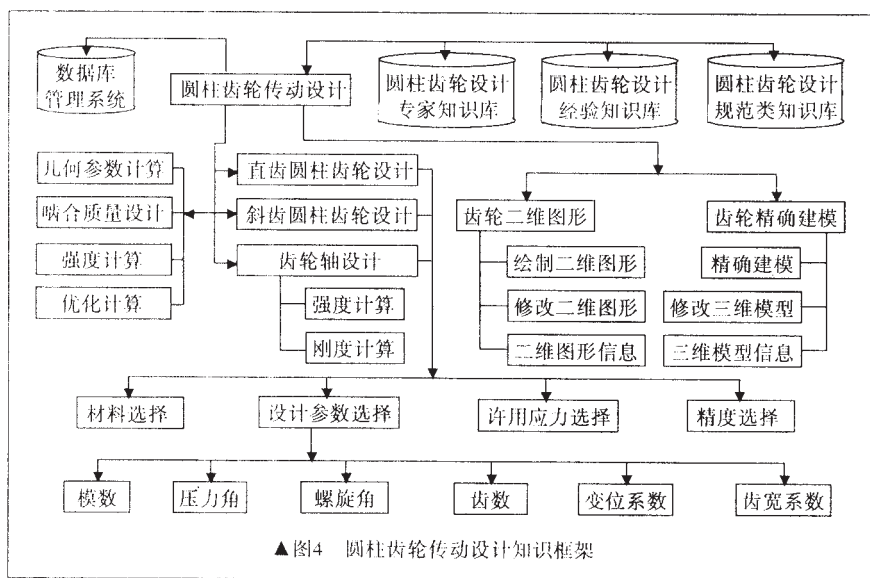 数据库
管理系统
圆柱齿轮传动设计
圆柱齿轮设计
专家知识库
圆柱齿轮设计
经验知识库
圆柱齿轮设计
规范类知识库
几何参数计算
啮合质量设计
强度计算
优化计算
直齿圆柱齿轮设计
斜齿圆柱齿轮设计
齿轮轴设计
强度计算
刚度计算
齿轮二维图形
绘制二维图形
修改二维图形
二维图形信息
齿轮精确建模
精确建模
修改三维模型
三维模型信息
材料选择
设计参数选择
许用应力选择
精度选择
模数
压力角
螺旋角
齿数
变位系数
齿宽系数
▲图4 圆柱齿轮传动设计知识框架